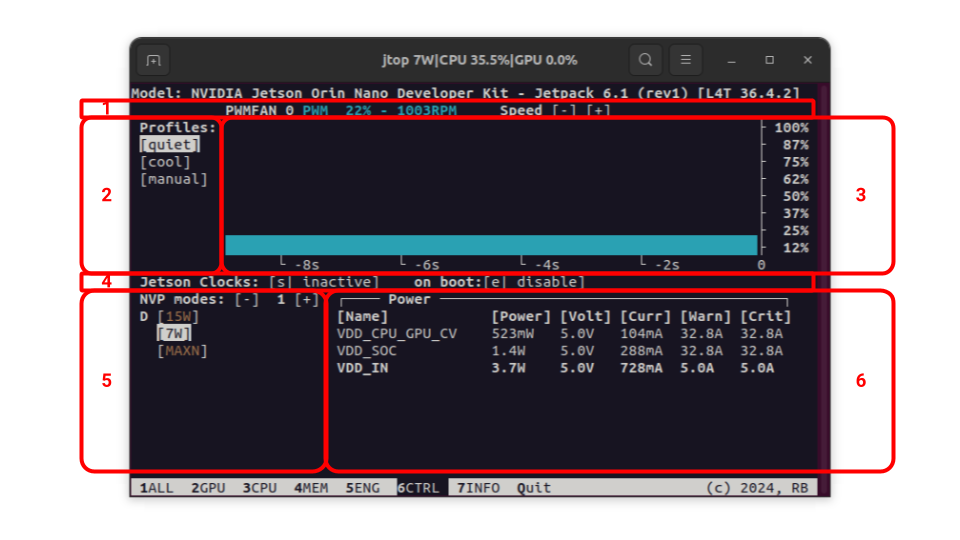 jtop 7W|CPU 35.5%|GPU 0.0%
Model: NVIDIA Jetson Orin Nano Developer Kit - Jetpack 6.1 (rev1) [L4T 36.4.2]
1
PWMFAN 0 PWM 22% - 1003RPM Speed [-] [+]
Profiles:
[quiet]
[cool]
[manual]
2
100%
87%
75%
62%
50%
37%
25%
12%
-8s -6s -4s -2s 0
3
4
Jetson Clocks: [s] inactive] on boot:[e] disable]
NVP modes: [-] 1 [+]
D [15W]
[7W]
[MAXN]
5
Power
[Name] [Power] [Volt] [Curr] [Warn] [Crit]
VDD_CPU_GPU_CV 523mW 5.0V 104mA 32.8A 32.8A
VDD_SOC 1.4W 5.0V 288mA 32.8A 32.8A
VDD_IN 3.7W 5.0V 728mA 5.0A 5.0A
6
1ALL 2GPU 3CPU 4MEM 5ENG 6CTRL 7INFO Quit (c) 2024, RB